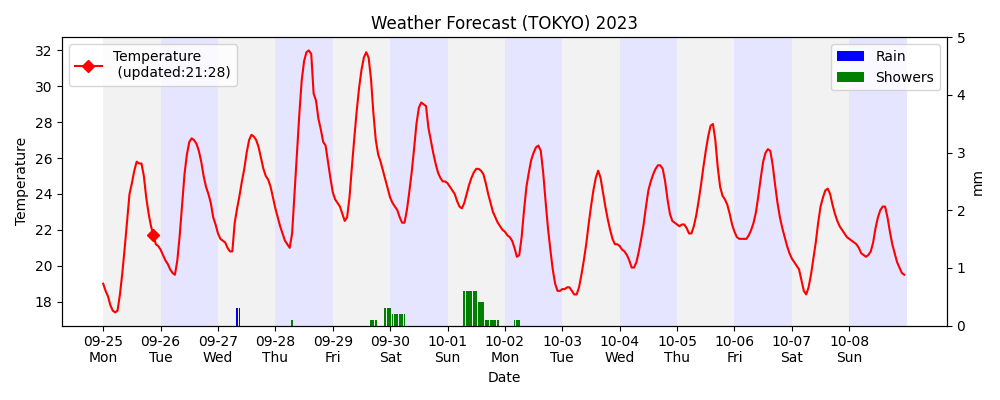 Weather Forecast (TOKYO) 2023
Temperature
(updated:21:28)
Rain
Showers
32
30
28
26
24
22
20
18
Temperature
5
4
3
2
1
0
mm
09-25 09-26 09-27 09-28 09-29 09-30 10-01 10-02 10-03 10-04 10-05 10-06 10-07 10-08
Mon Tue Wed Thu Fri Sat Sun Mon Tue Wed Thu Fri Sat Sun
Date